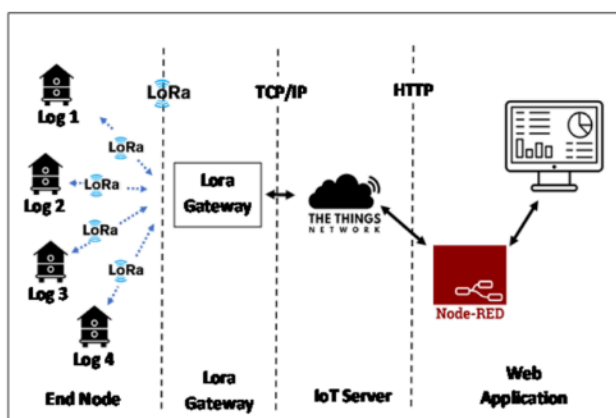 Log 1
LoRa
Log 2
LoRa
Log 3
LoRa
Log 4
LoRa
End Node
LoRa
Lora
Gateway
Lora
Gateway
TCP/IP
THE THINGS
NETWORK
IoT Server
HTTP
Node-RED
Web
Application